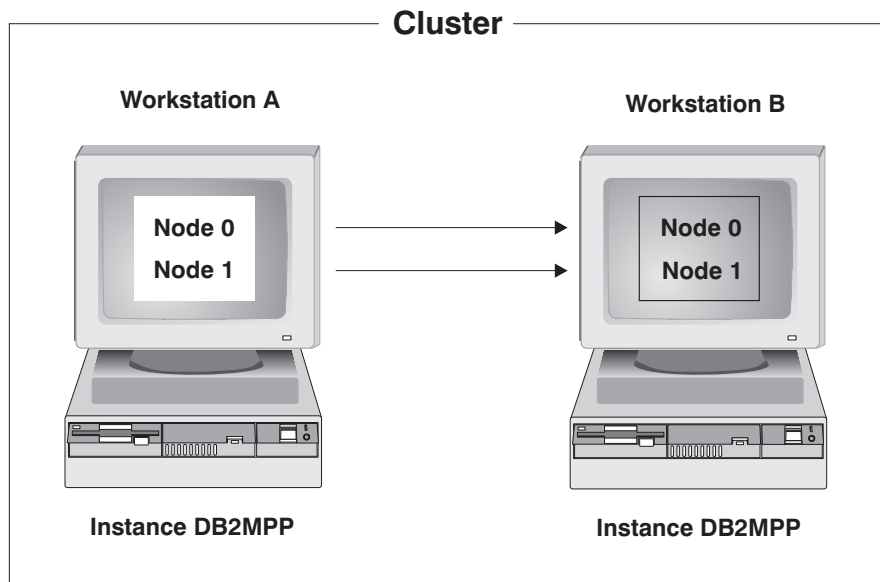 Cluster
Workstation A
Workstation B
Node 0
Node 1
Node 0
Node 1
Instance DB2MPP
Instance DB2MPP